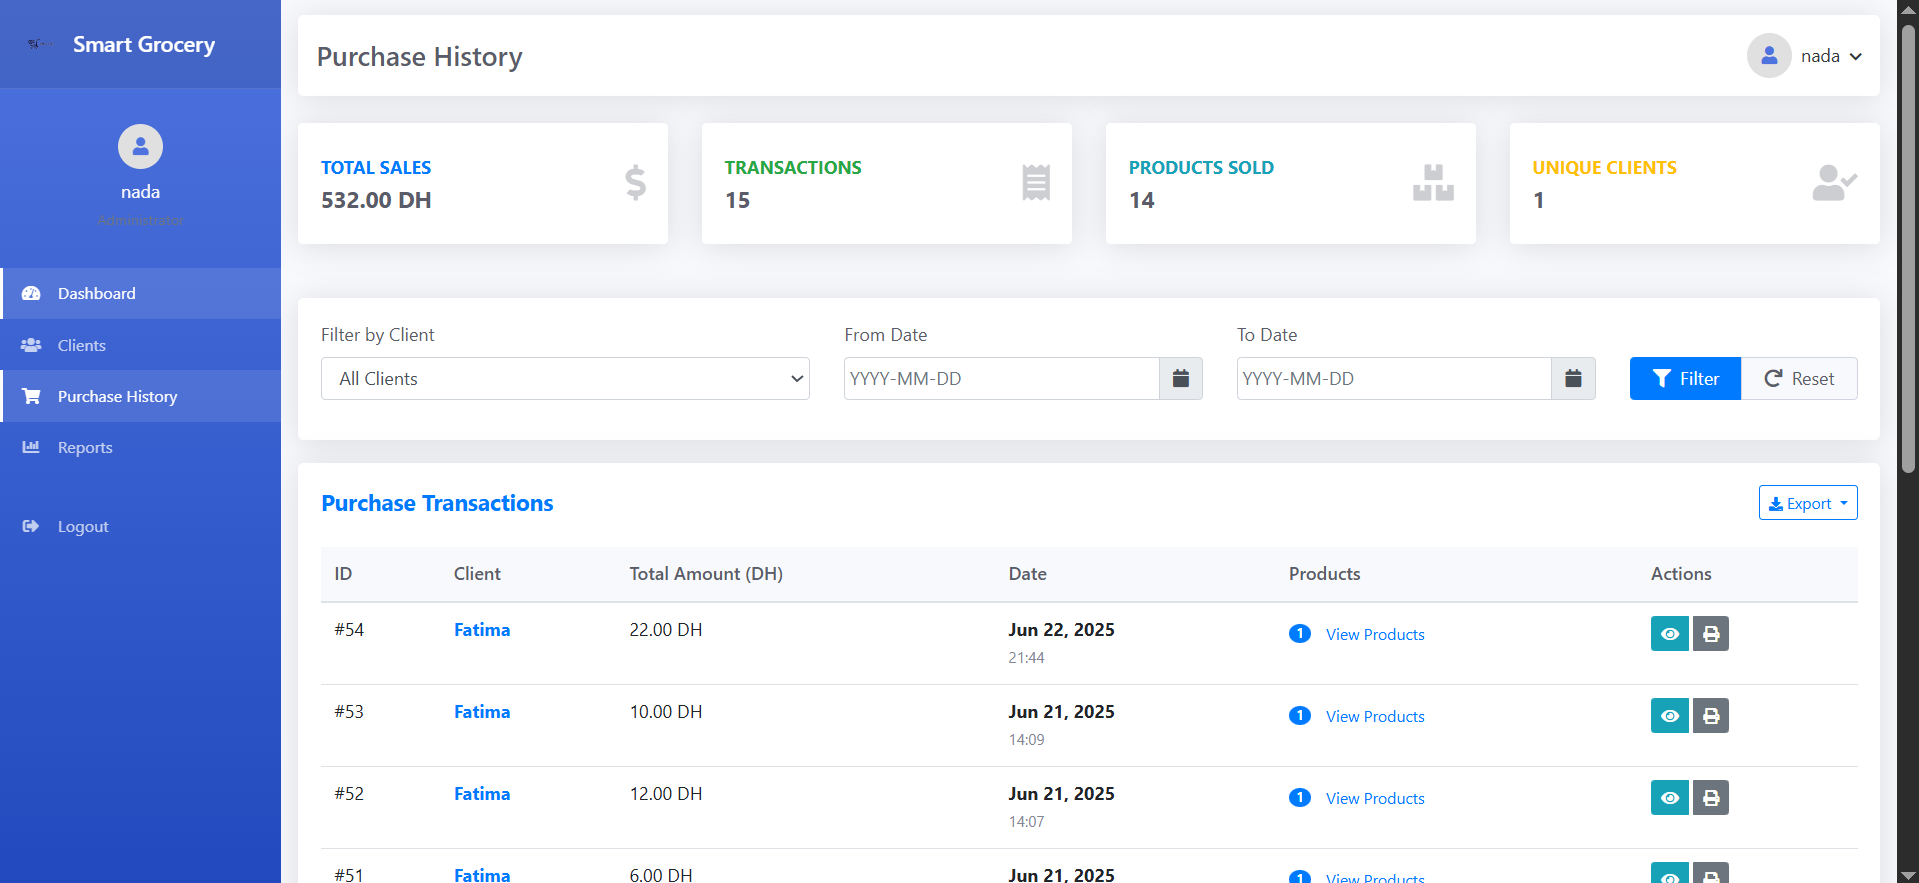 Smart Grocery
nada
Administrator
Dashboard
Clients
Purchase History
Reports
Logout
Purchase History
nada
TOTAL SALES
532.00 DH
TRANSACTIONS
15
PRODUCTS SOLD
14
UNIQUE CLIENTS
1
Filter by Client
All Clients
From Date
YYYY-MM-DD
To Date
YYYY-MM-DD
Filter
Reset
Purchase Transactions
Export
ID Client Total Amount (DH) Date Products Actions
#54 Fatima 22.00 DH Jun 22, 2025 1 View Products
21:44
#53 Fatima 10.00 DH Jun 21, 2025 1 View Products
14:09
#52 Fatima 12.00 DH Jun 21, 2025 1 View Products
14:07
#51 Fatima 6.00 DH Jun 21, 2025 1 View Products